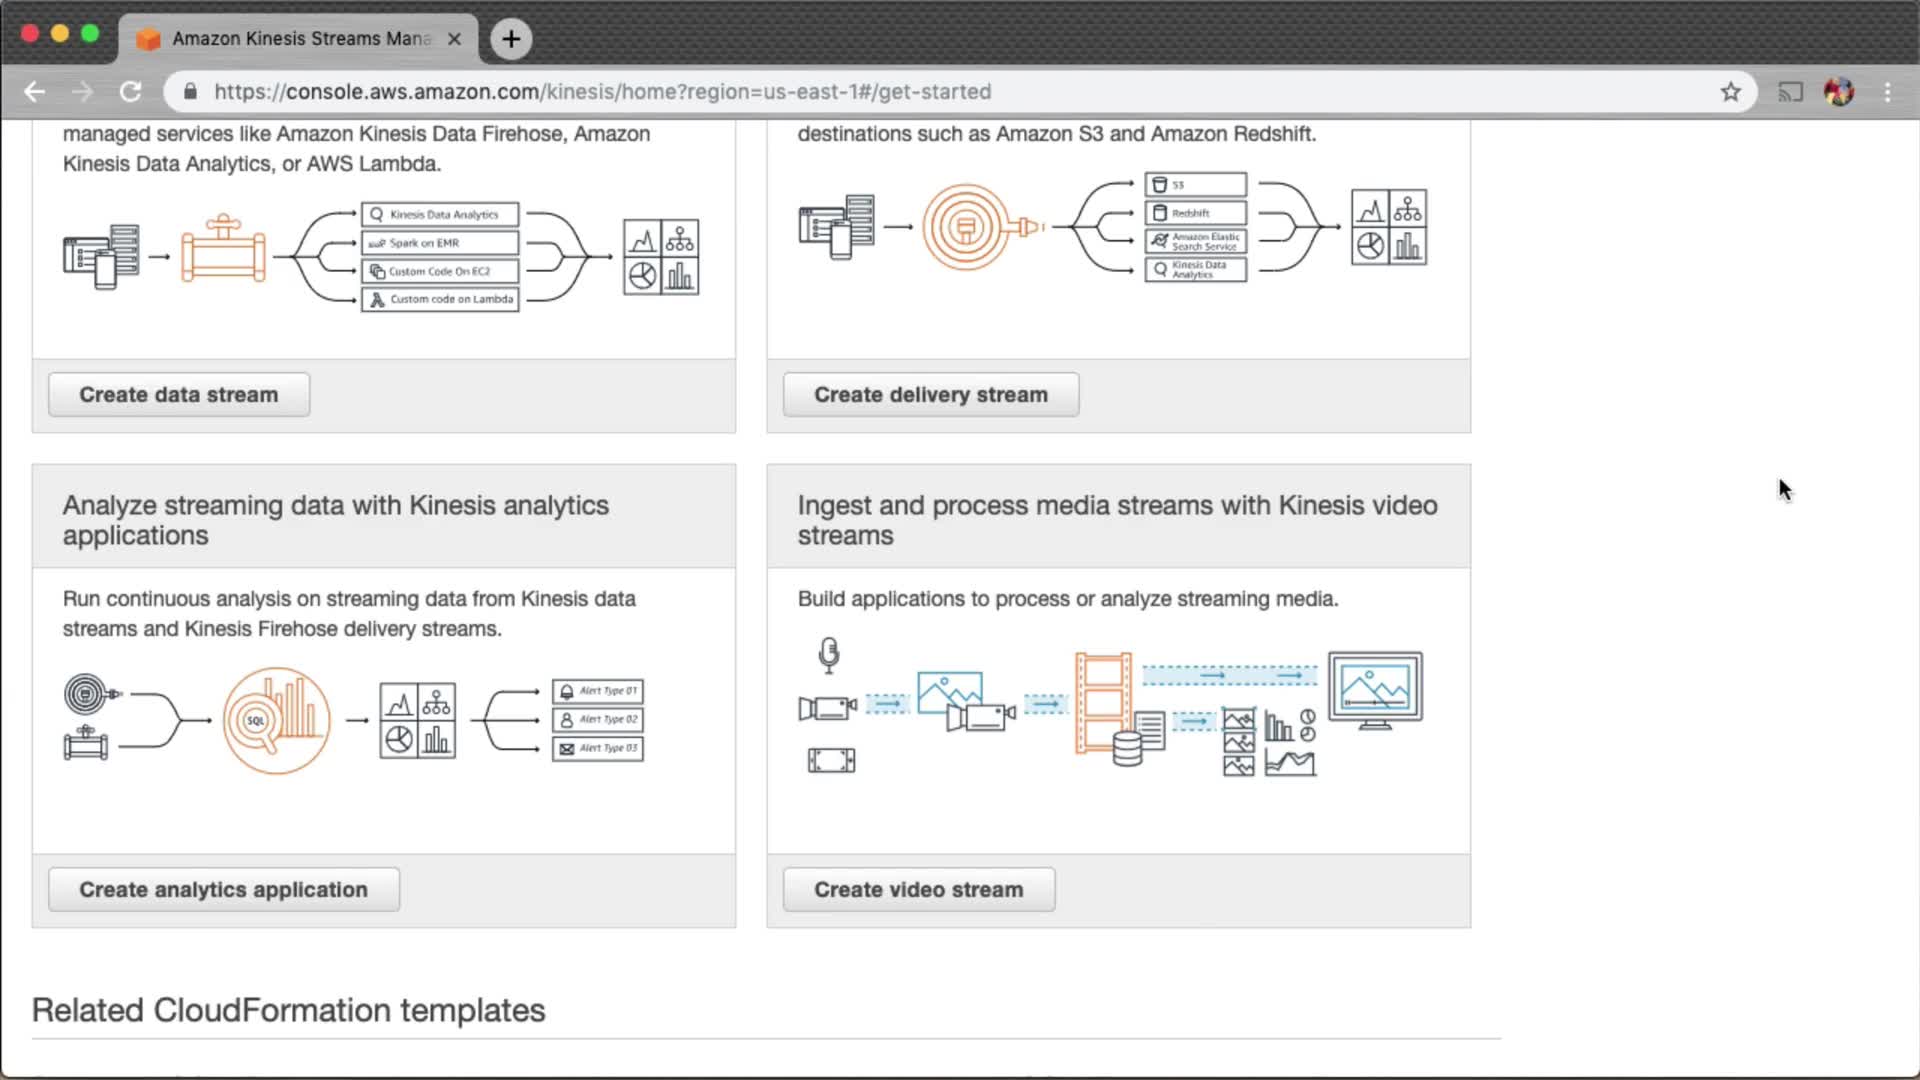 Amazon Kinesis Streams Mana
https://console.aws.amazon.com/kinesis/home?region=us-east-1#/get-started
managed services like Amazon Kinesis Data Firehose, Amazon
Kinesis Data Analytics, or AWS Lambda.
Kinesis Data Analytics
Spark on EMR
Custom Code On EC2
Custom code on Lambda
Create data stream
destinations such as Amazon S3 and Amazon Redshift.
S3
Redshift
Amazon Elastic
Search Service
Kinesis Data
Analytics
Create delivery stream
Analyze streaming data with Kinesis analytics
applications
Run continuous analysis on streaming data from Kinesis data
streams and Kinesis Firehose delivery streams.
SQL
Alert Type 01
Alert Type 02
Alert Type 03
Create analytics application
Ingest and process media streams with Kinesis video
streams
Build applications to process or analyze streaming media.
Create video stream
Related CloudFormation templates